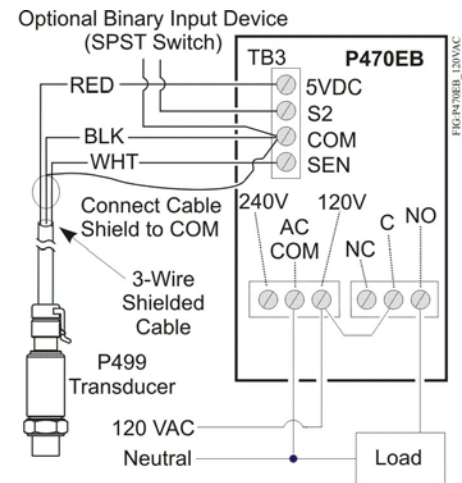 Optional Binary Input Device
(SPST Switch)
TB3
P470EB
FIG:P470EB_120VAC
RED
5VDC
S2
BLK
COM
WHT
SEN
Connect Cable
Shield to COM
240V
120V
AC
COM
NC
C
NO
3-Wire
Shielded
Cable
P499
Transducer
120 VAC
Neutral
Load